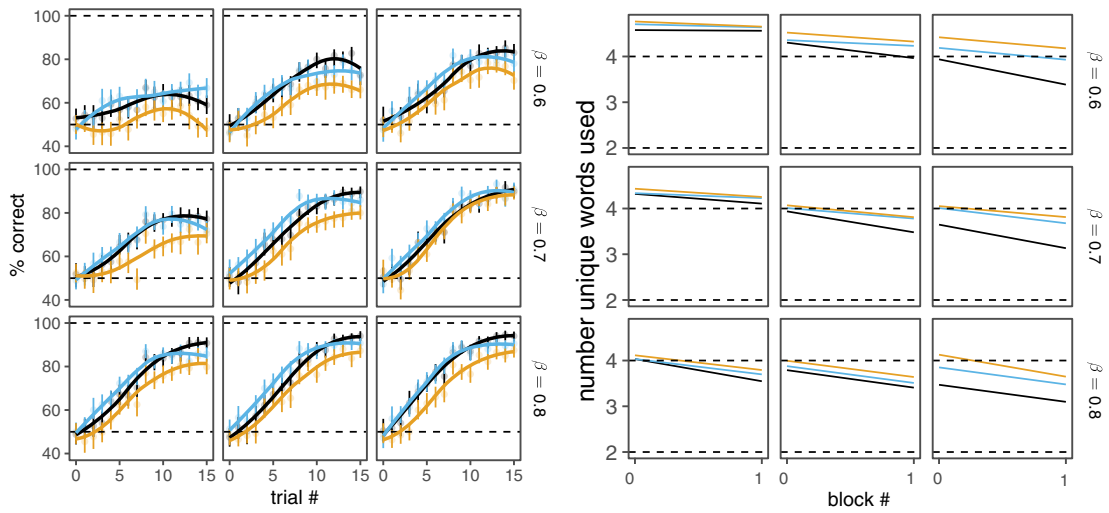 100
80
60
40
β = 0.6
100
80
60
40
β = 0.7
100
80
60
40
β = 0.8
0 5 10 15 0 5 10 15 0 5 10 15
% correct
trial #
4
3
2
β = 0.6
4
3
2
β = 0.7
4
3
2
β = 0.8
0 1 0 1 0 1
number unique words used
block #